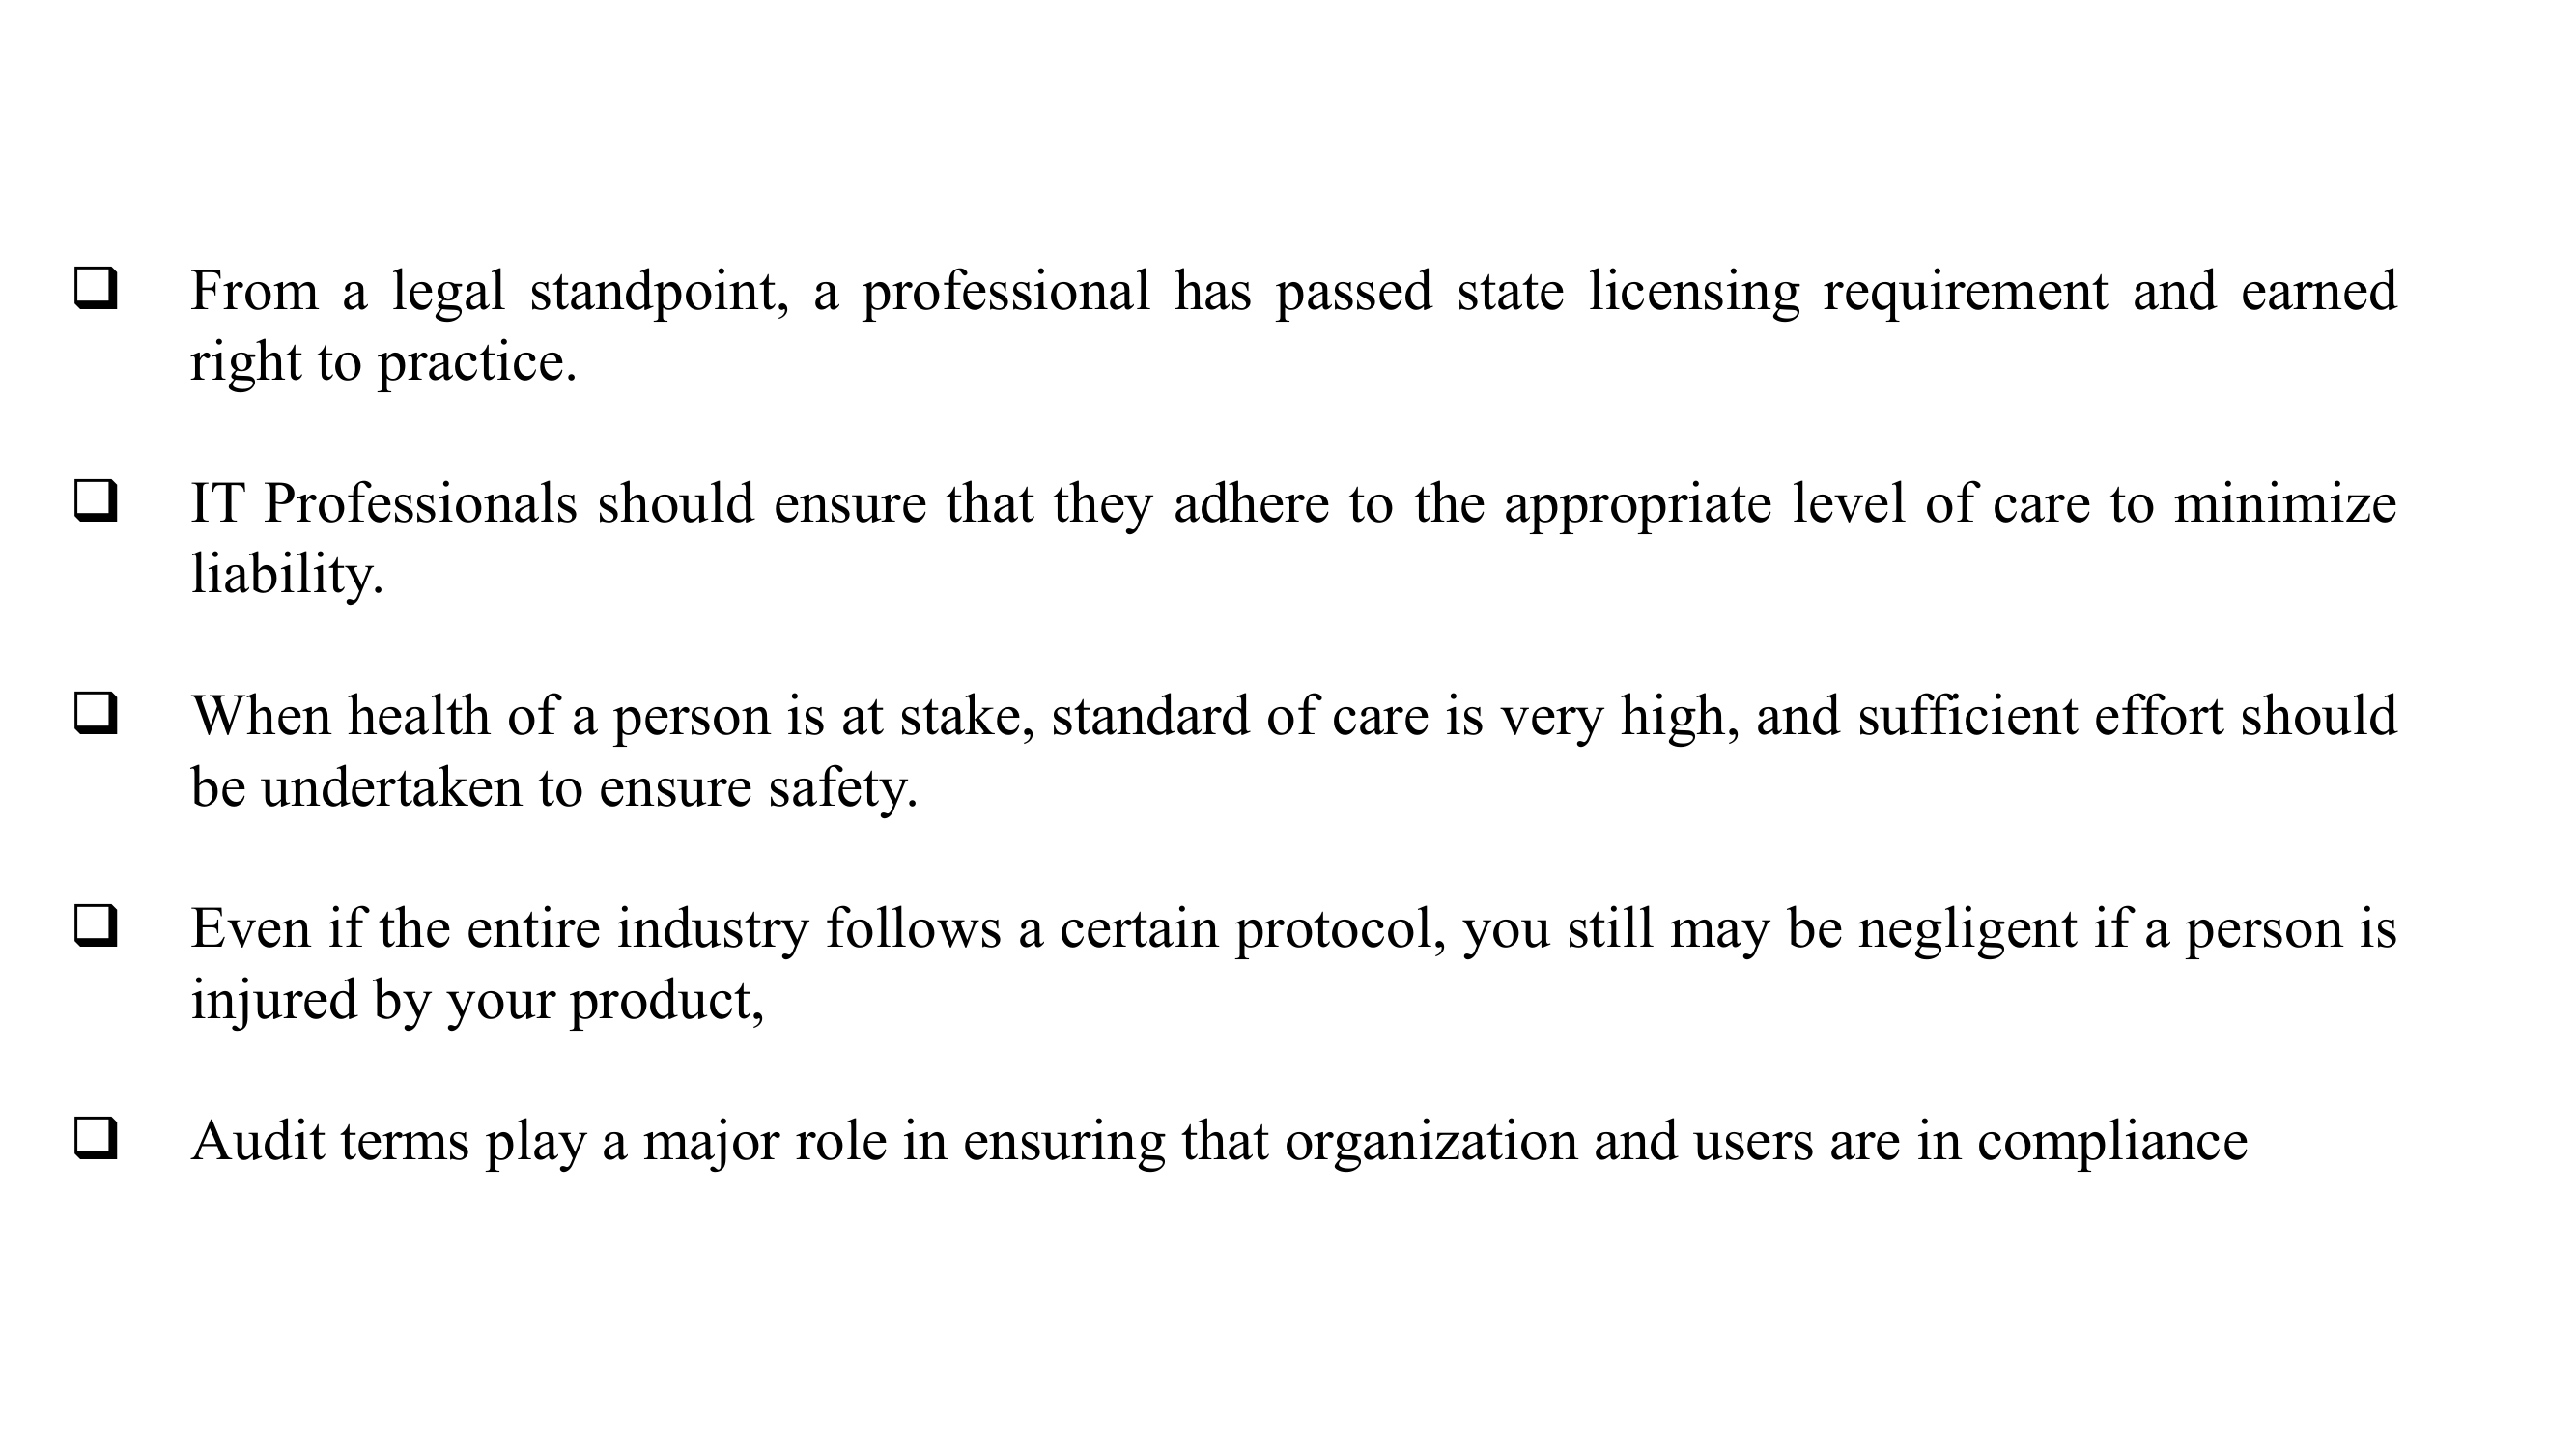 ❑ From a legal standpoint, a professional has passed state licensing requirement and earned
right to practice.
❑ IT Professionals should ensure that they adhere to the appropriate level of care to minimize
liability.
❑ When health of a person is at stake, standard of care is very high, and sufficient effort should
be undertaken to ensure safety.
❑ Even if the entire industry follows a certain protocol, you still may be negligent if a person is
injured by your product,
❑ Audit terms play a major role in ensuring that organization and users are in compliance